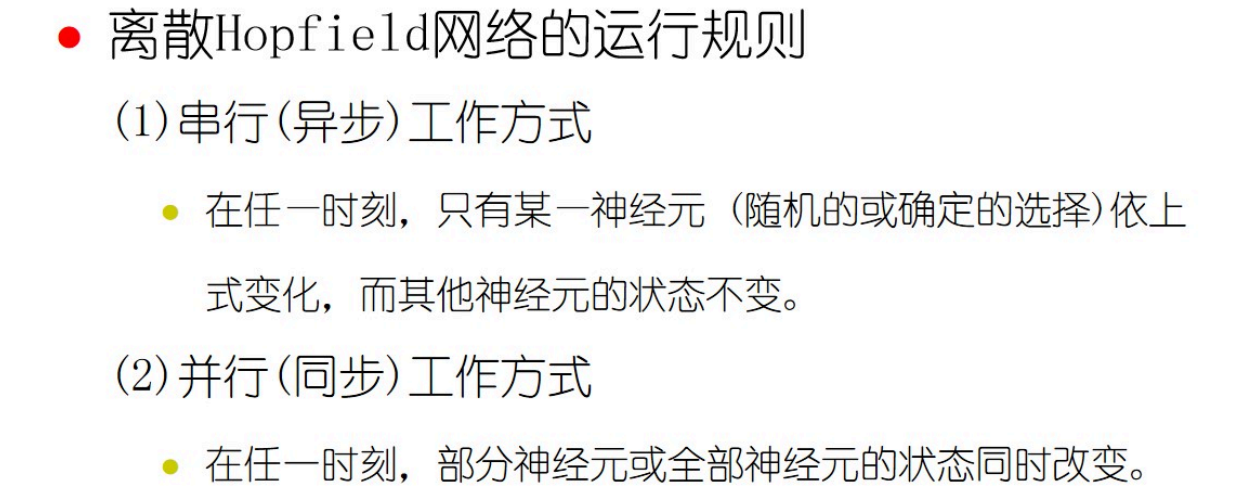 离散Hopfield网络的运行规则
(1)串行(异步)工作方式
在任一时刻，只有某一神经元 (随机的或确定的选择)依上
式变化，而其他神经元的状态不变。
(2)并行(同步)工作方式
在任一时刻，部分神经元或全部神经元的状态同时改变。